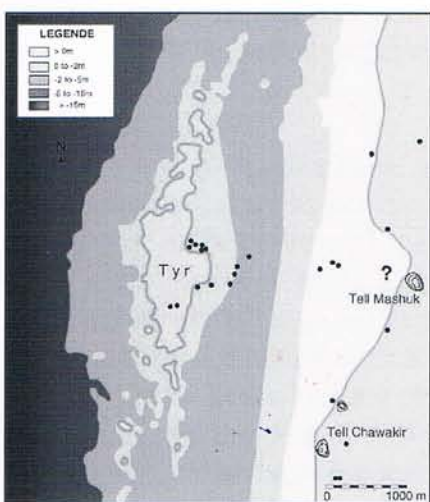 LEGENDE
> 0m
0 to -2m
-2 to -5m
-5 to -15m
> -15m
N
Tyr
?
Tell Mashuk
Tell Chawakir
0 1000 m